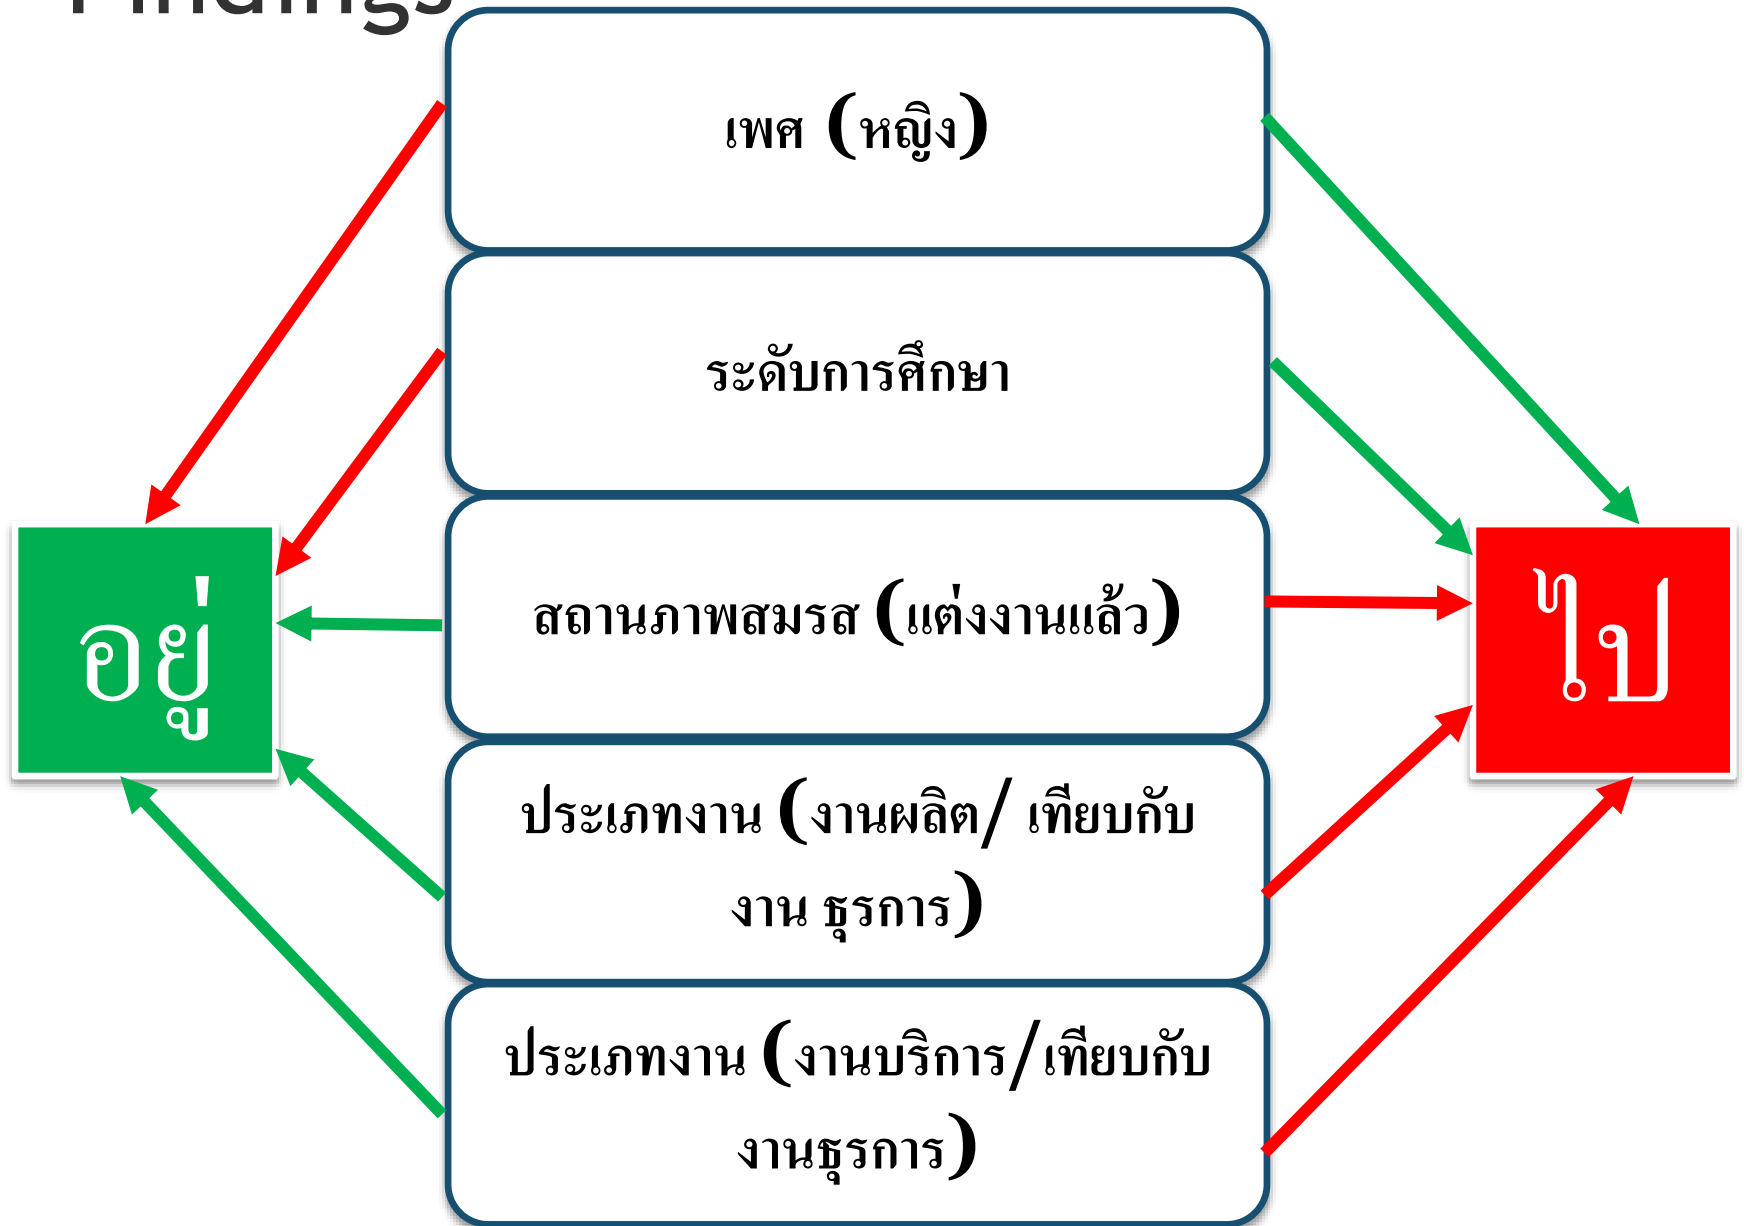 Findings
เพศ (หญิง)
ระดับการศึกษา
สถานภาพสมรส (แต่งงานแล้ว)
ประเภทงาน (งานผลิต/ เทียบกับ
งาน ธุรการ)
ประเภทงาน (งานบริการ/เทียบกับ
งานธุรการ)
อยู่
ไป